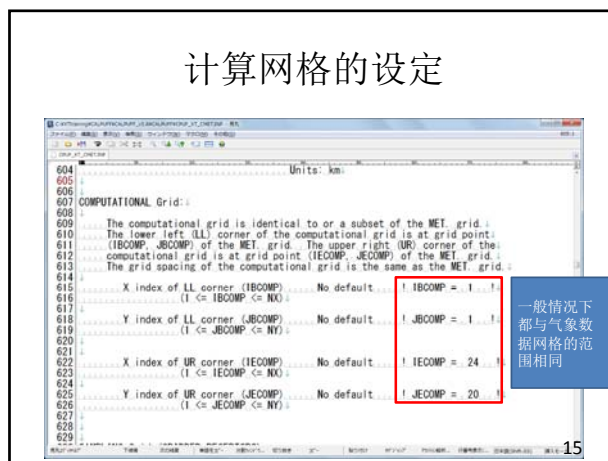 计算网格的设定
604 Units: km
605
606
607 COMPUTATIONAL Grid:
608
609 The computational grid is identical to or a subset of the MET. grid.
610 The lower left (LL) corner of the computational grid is at grid point
611 (IBCOMP, JBCOMP) of the MET. grid. The upper right (UR) corner of the
612 computational grid is at grid point (IECOMP, JECOMP) of the MET. grid.
613 The grid spacing of the computational grid is the same as the MET. grid.
614
615 X index of LL corner (IBCOMP) No default ! IBCOMP = 1 !
616 (1 <= IBCOMP <= NX)
617
618 Y index of LL corner (JBCOMP) No default ! JBCOMP = 1 !
619 (1 <= JBCOMP <= NY)
620
621
622 X index of UR corner (IECOMP) No default ! IECOMP = 24 !
623 (1 <= IECOMP <= NX)
624
625 Y index of UR corner (JECOMP) No default ! JECOMP = 20 !
626 (1 <= JECOMP <= NY)
627
628
629
一般情况下
都与气象数
据网格的范
围相同
15